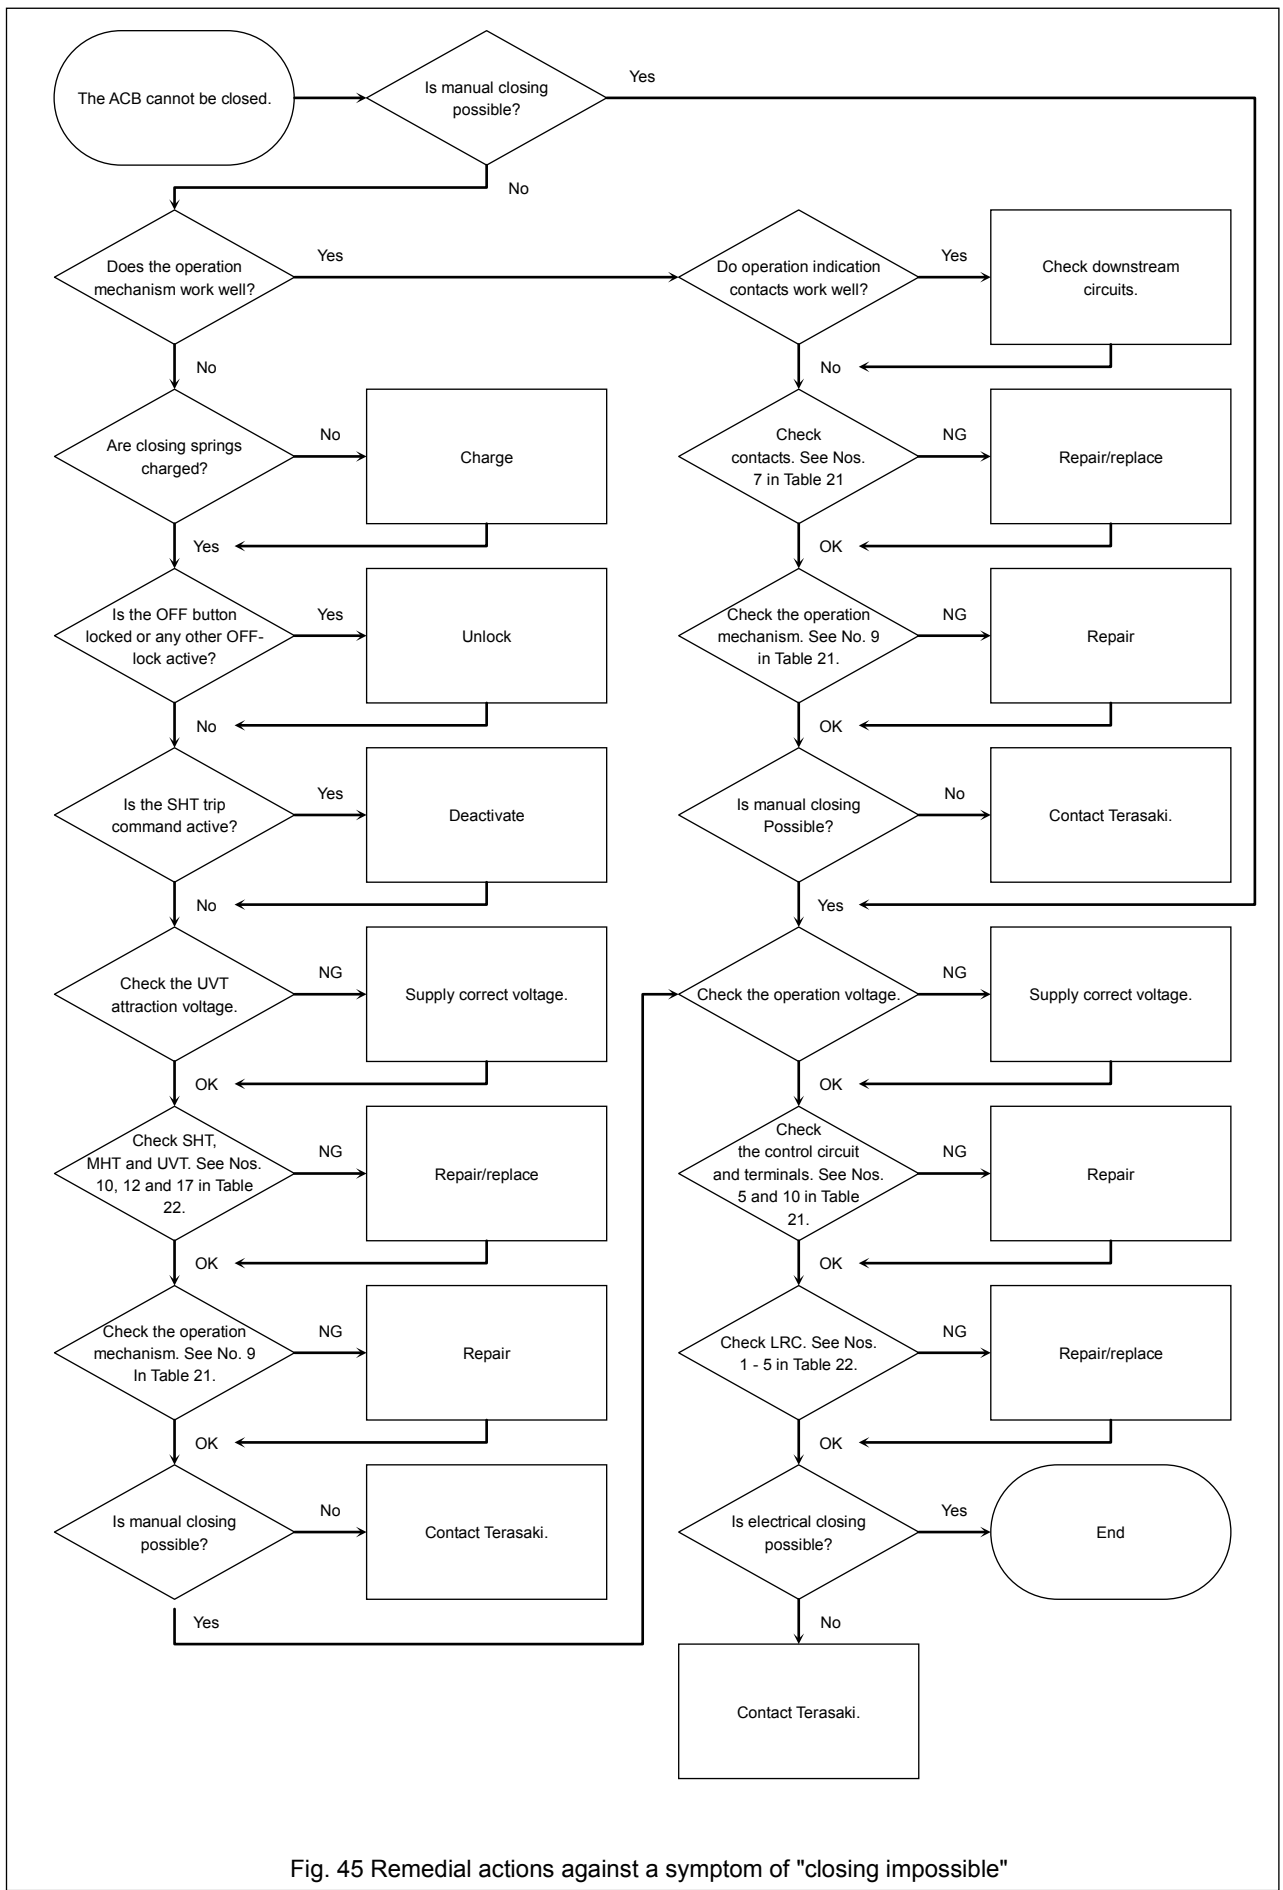 The ACB cannot be closed.
Is manual closing
possible?
Yes
No
Does the operation
mechanism work well?
Yes
Do operation indication
contacts work well?
Yes
Check downstream
circuits.
No
No
Are closing springs
charged?
No
Charge
Check
contacts. See Nos.
7 in Table 21
NG
Repair/replace
Yes
OK
Is the OFF button
locked or any other OFF-
lock active?
Yes
Unlock
Check the operation
mechanism. See No. 9
in Table 21.
NG
Repair
No
OK
Is the SHT trip
command active?
Yes
Deactivate
Is manual closing
Possible?
No
Contact Terasaki.
No
Yes
Check the UVT
attraction voltage.
NG
Supply correct voltage.
Check the operation voltage.
NG
Supply correct voltage.
OK
OK
Check SHT,
MHT and UVT. See Nos.
10, 12 and 17 in Table
22.
NG
Repair/replace
Check
the control circuit
and terminals. See Nos.
5 and 10 in Table
21.
NG
Repair
OK
OK
Check the operation
mechanism. See No. 9
In Table 21.
NG
Repair
Check LRC. See Nos.
1 - 5 in Table 22.
NG
Repair/replace
OK
OK
Is manual closing
possible?
No
Contact Terasaki.
Is electrical closing
possible?
Yes
End
Yes
No
Contact Terasaki.
Fig. 45 Remedial actions against a symptom of "closing impossible"